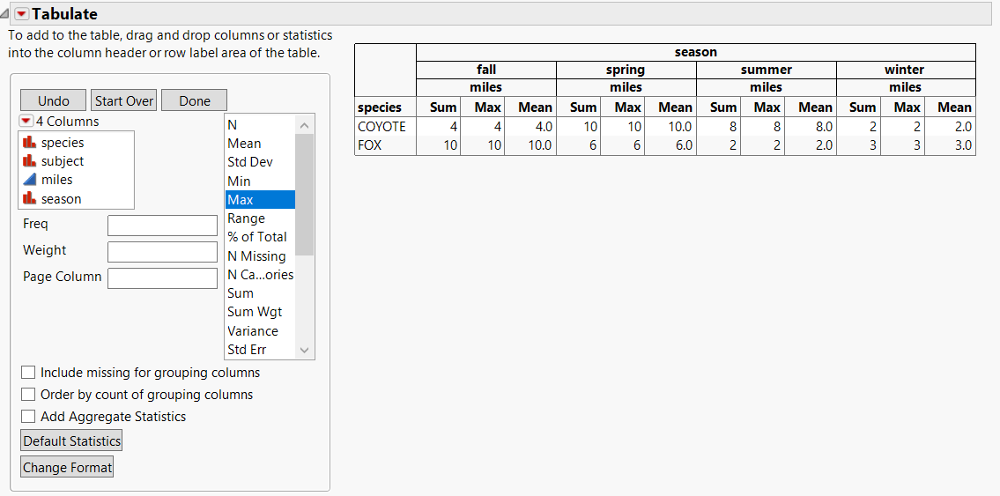 Tabulate
To add to the table, drag and drop columns or statistics
into the column header or row label area of the table.
Undo Start Over Done
4 Columns
species
subject
miles
season
Freq
Weight
Page Column
N
Mean
Std Dev
Min
Max
Range
% of Total
N Missing
N Ca...ories
Sum
Sum Wgt
Variance
Std Err
Include missing for grouping columns
Order by count of grouping columns
Add Aggregate Statistics
Default Statistics
Change Format
season
fall spring summer winter
miles miles miles miles
species Sum Max Mean Sum Max Mean Sum Max Mean Sum Max Mean
COYOTE 4 4 4.0 10 10 10.0 8 8 8.0 2 2 2.0
FOX 10 10 10.0 6 6 6.0 2 2 2.0 3 3 3.0